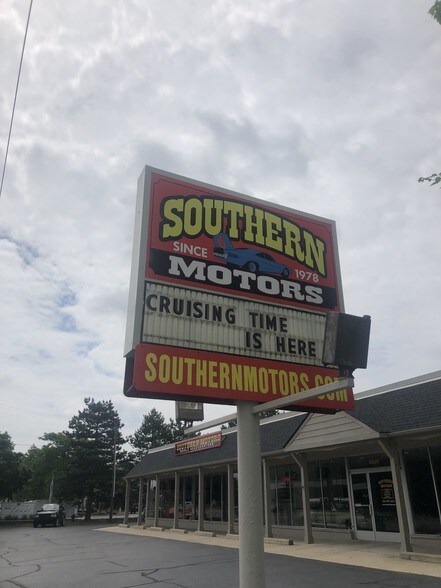 SOUTHERN
SINCE 1978
MOTORS
CRUISING TIME
IS HERE
SOUTHERNMOTORS.COM